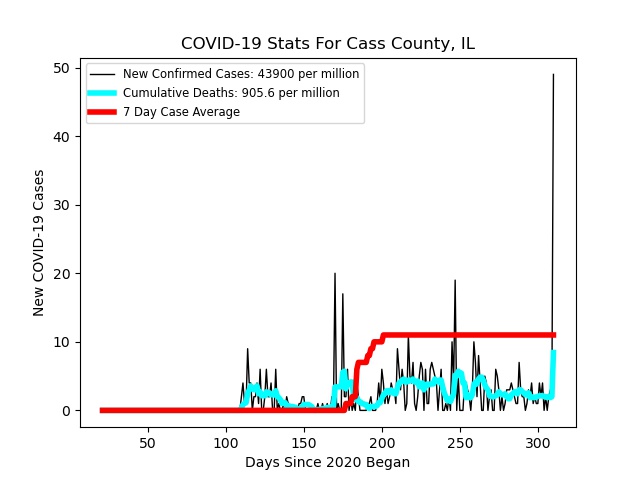 COVID-19 Stats For Cass County, IL
New Confirmed Cases: 43900 per million
Cumulative Deaths: 905.6 per million
7 Day Case Average
New COVID-19 Cases
50
40
30
20
10
0
50 100 150 200 250 300
Days Since 2020 Began